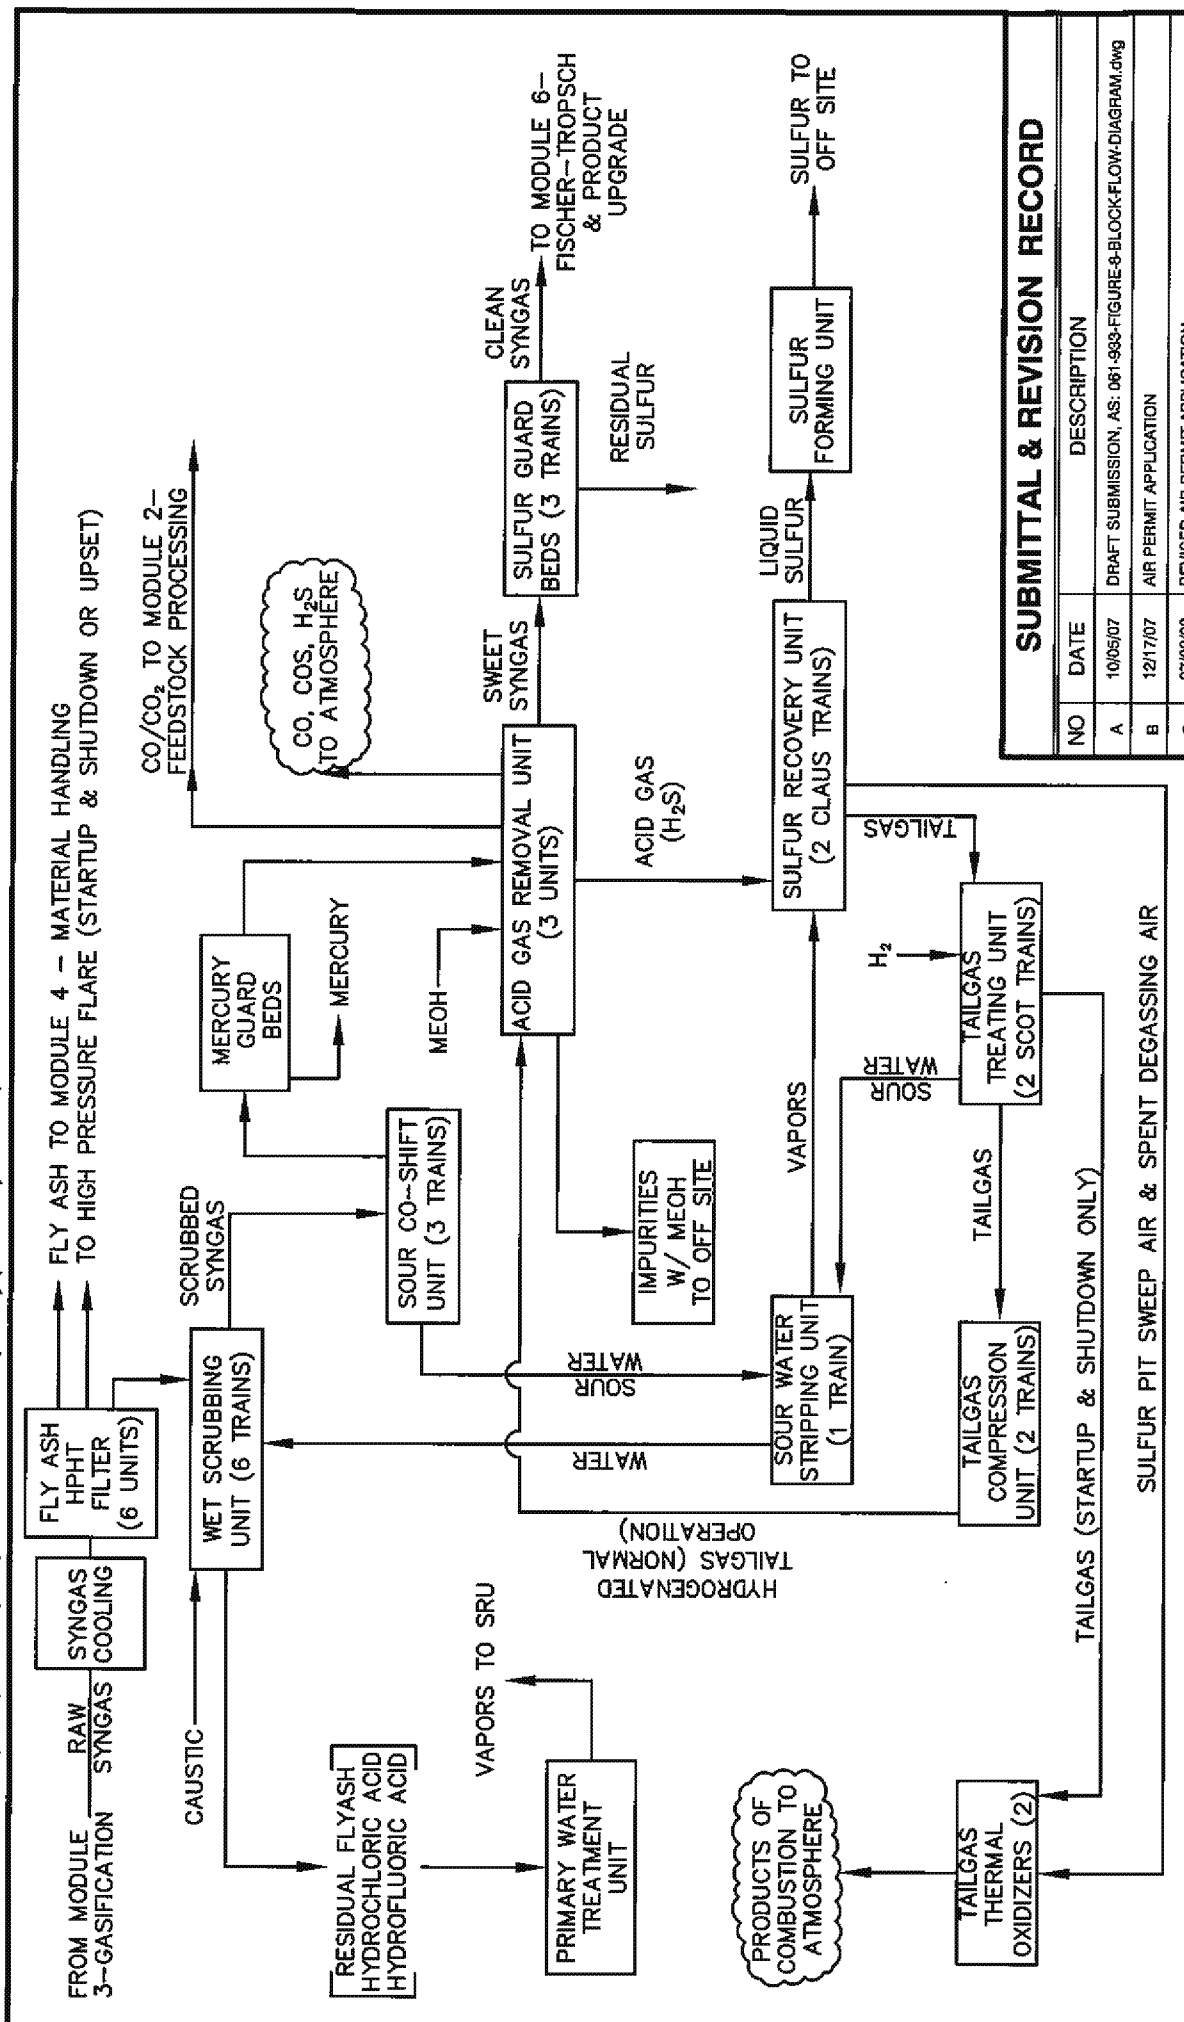 FROM MODULE
3-GASIFICATION
RAW
SYNGAS
SYNGAS
COOLING
FLY ASH
HPHT
FILTER
(6 UNITS)
FLY ASH TO MODULE 4 - MATERIAL HANDLING
TO HIGH PRESSURE FLARE (STARTUP & SHUTDOWN OR UPSET)
CAUSTIC
WET SCRUBBING
UNIT (6 TRAINS)
SCRUBBED
SYNGAS
SOUR CO-SHIFT
UNIT (3 TRAINS)
MERCURY
GUARD
BEDS
MERCURY
CO/CO₂ TO MODULE 2-
FEEDSTOCK PROCESSING
CO, COS, H₂S
TO ATMOSPHERE
MEOH
ACID GAS REMOVAL UNIT
(3 UNITS)
SWEET
SYNGAS
SULFUR GUARD
BEDS (3 TRAINS)
CLEAN
SYNGAS
TO MODULE 6-
FISCHER-TROPSCH
& PRODUCT
UPGRADE
RESIDUAL
SULFUR
RESIDUAL FLYASH
HYDROCHLORIC ACID
HYDROFLUORIC ACID
PRIMARY WATER
TREATMENT
UNIT
VAPORS TO SRU
WATER
SOUR
WATER
IMPURITIES
W/ MEOH
TO OFF SITE
ACID GAS
(H₂S)
HYDROGENATED
TAILGAS (NORMAL
OPERATION)
SOUR WATER
STRIPPING UNIT
(1 TRAIN)
VAPORS
SULFUR RECOVERY UNIT
(2 CLAUS TRAINS)
LIQUID
SULFUR
SULFUR
FORMING UNIT
SULFUR TO
OFF SITE
SOUR
WATER
H₂
TAILGAS
TAILGAS
TREATING UNIT
(2 SCOT TRAINS)
TAILGAS
TAILGAS
COMPRESSION
UNIT (2 TRAINS)
PRODUCTS OF
COMBUSTION TO
ATMOSPHERE
TAILGAS
THERMAL
OXIDIZERS (2)
TAILGAS (STARTUP & SHUTDOWN ONLY)
SULFUR PIT SWEEP AIR & SPENT DEGASSING AIR
SUBMITTAL & REVISION RECORD
NO DATE DESCRIPTION
A 10/05/07 DRAFT SUBMISSION, AS: 061-933-FIGURE-8-BLOCK-FLOW-DIAGRAM.dwg
B 12/17/07 AIR PERMIT APPLICATION
REVISED AIR PERMIT APPLICATION